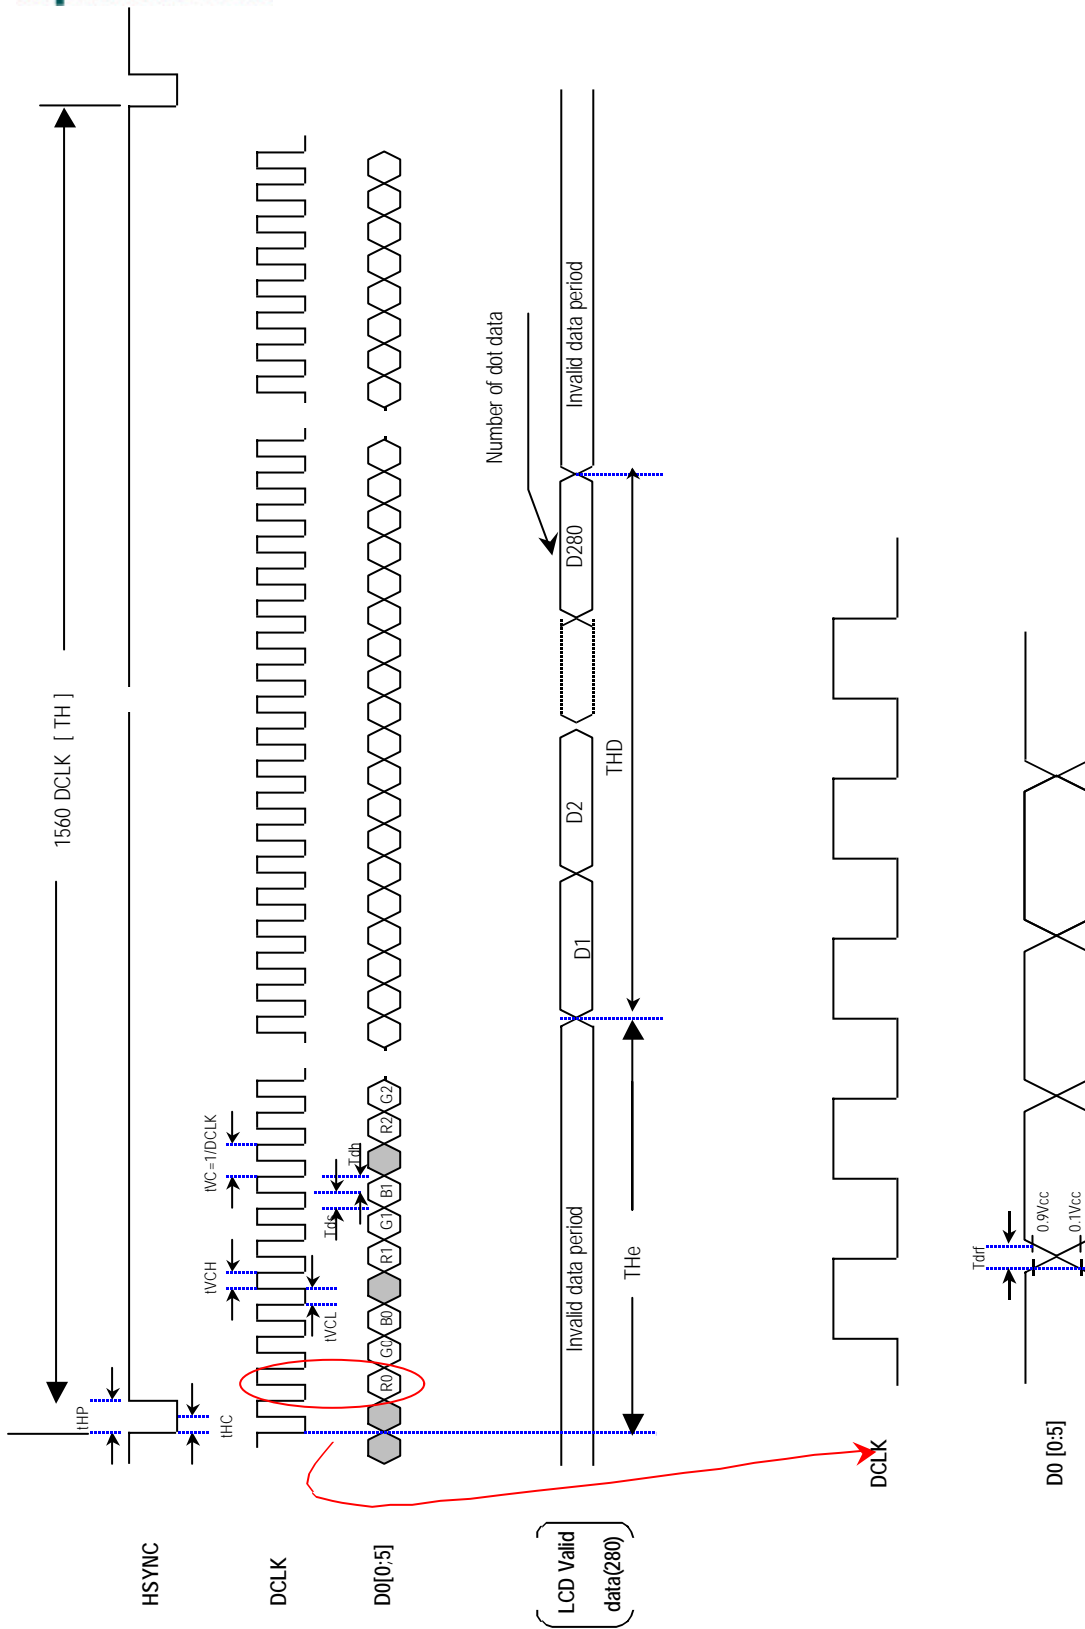 1560 DCLK [ TH ]
HSYNC
tHP
tHC
DCLK
tVCH
tVC=1/DCLK
tVCL
Tds
Tdh
D0[0;5]
R0 G0 B0 R1 G1 B1 R2 G2
Number of dot data
LCD Valid
data(280)
Invalid data period
D1
D2
D280
Invalid data period
THe
THD
DCLK
Tdrf
0.9Vcc
0.1Vcc
D0 [0:5]